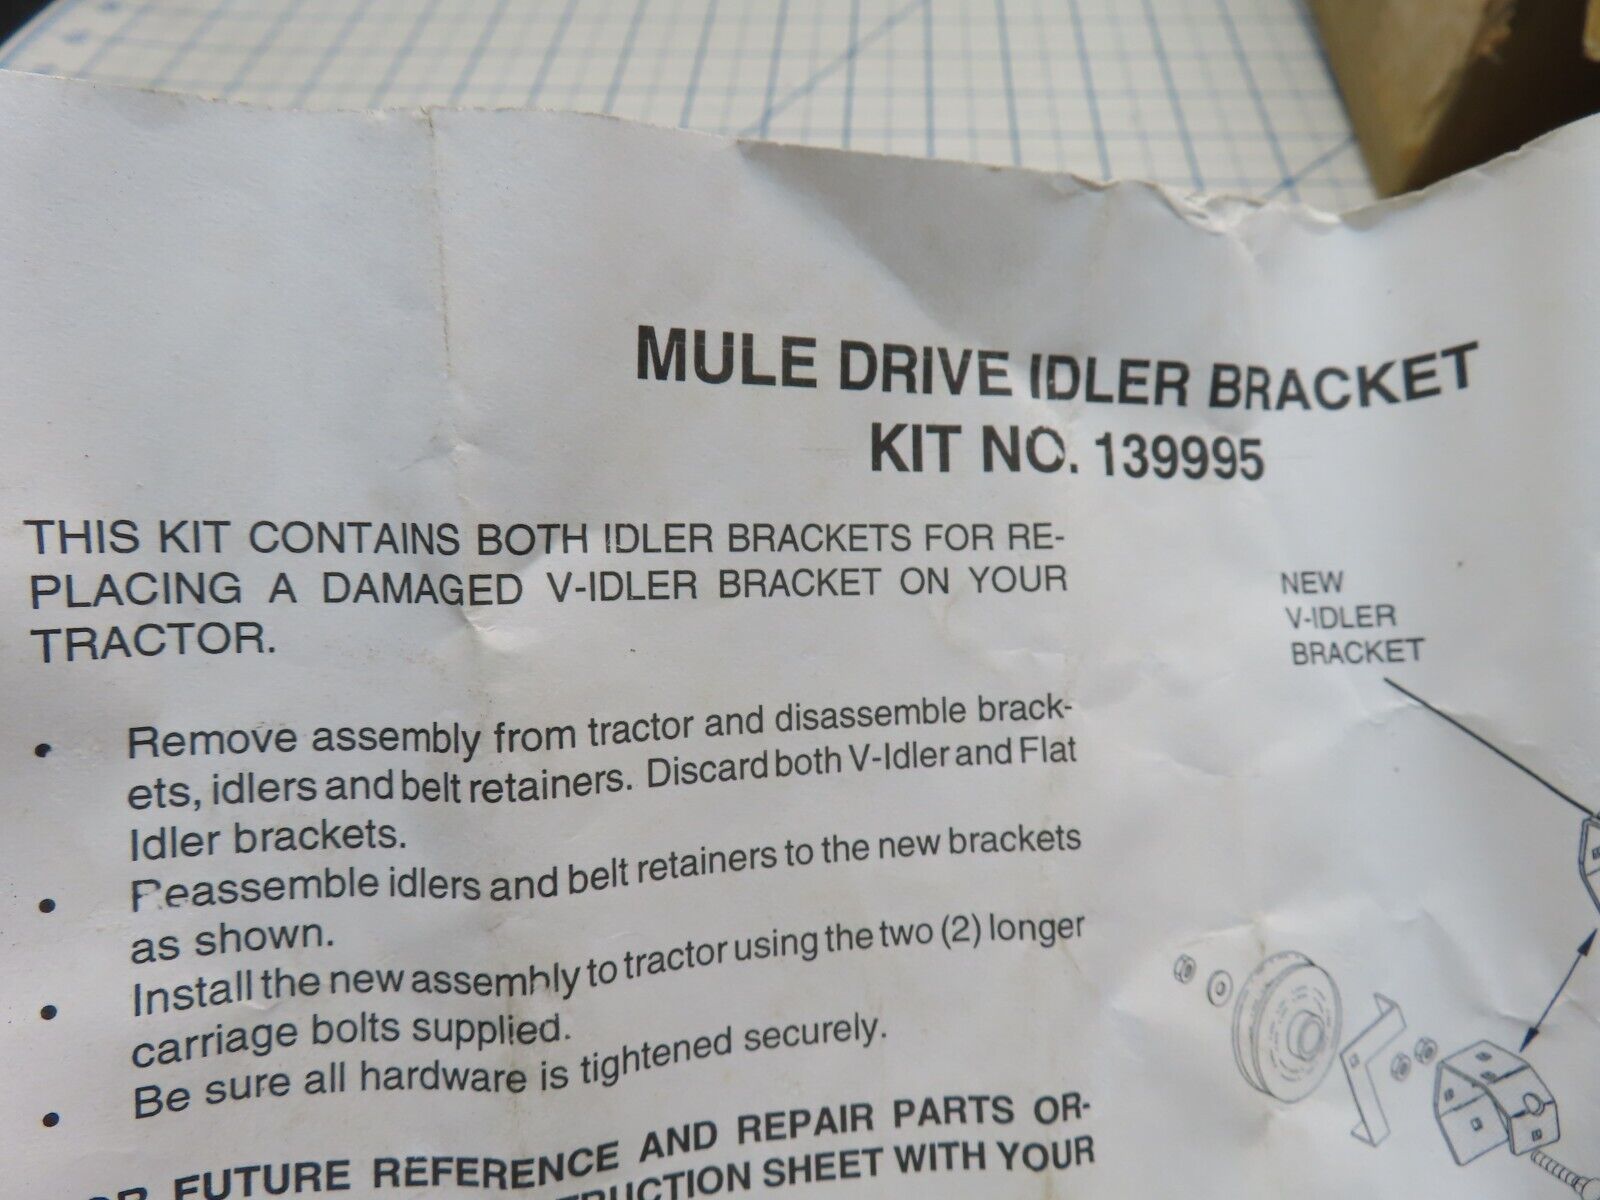 MULE DRIVE IDLER BRACKET
KIT NO. 139995
THIS KIT CONTAINS BOTH IDLER BRACKETS FOR RE-
PLACING A DAMAGED V-IDLER BRACKET ON YOUR
TRACTOR.
• Remove assembly from tractor and disassemble brack-
ets, idlers and belt retainers. Discard both V-Idler and Flat
Idler brackets.
• Reassemble idlers and belt retainers to the new brackets
as shown.
• Install the new assembly to tractor using the two (2) longer
carriage bolts supplied.
• Be sure all hardware is tightened securely.
FUTURE REFERENCE AND REPAIR PARTS OR-
SHEET WITH YOUR
NEW
V-IDLER
BRACKET